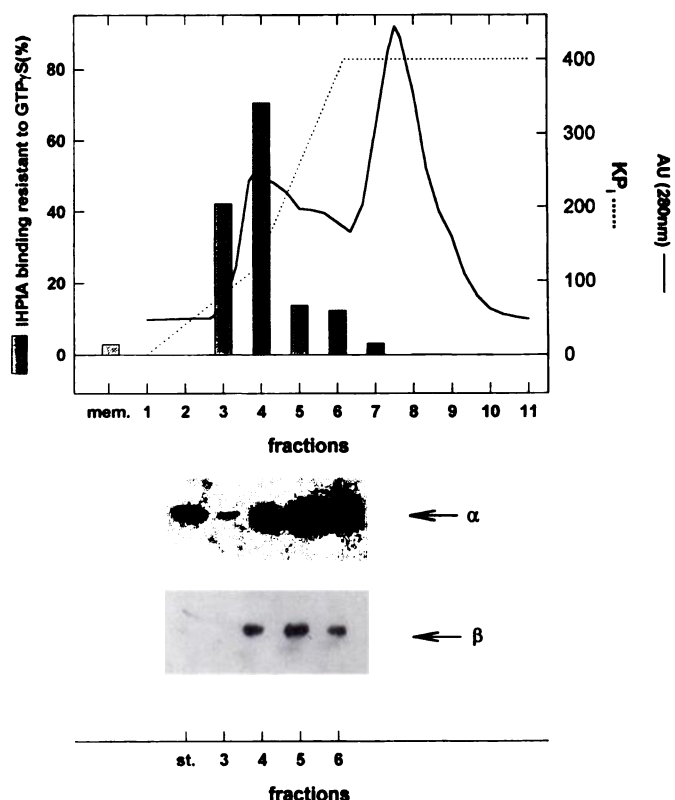 IHPIA binding resistant to GTPγS(%)
80
60
40
20
0
400
300
200
100
0
KPi ......
AU (280nm) —
mem. 1 2 3 4 5 6 7 8 9 10 11
fractions
α
β
st. 3 4 5 6
fractions